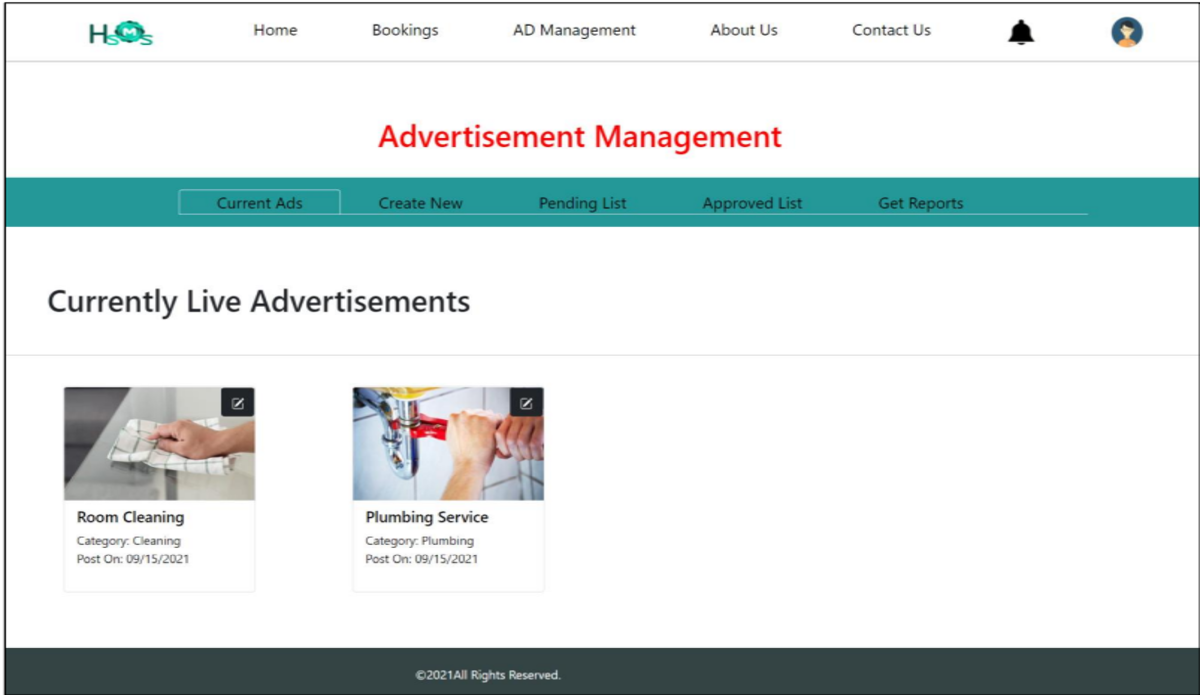 HSMS
Home Bookings AD Management About Us Contact Us
Advertisement Management
Current Ads Create New Pending List Approved List Get Reports
Currently Live Advertisements
Room Cleaning
Category: Cleaning
Post On: 09/15/2021
Plumbing Service
Category: Plumbing
Post On: 09/15/2021
©2021All Rights Reserved.